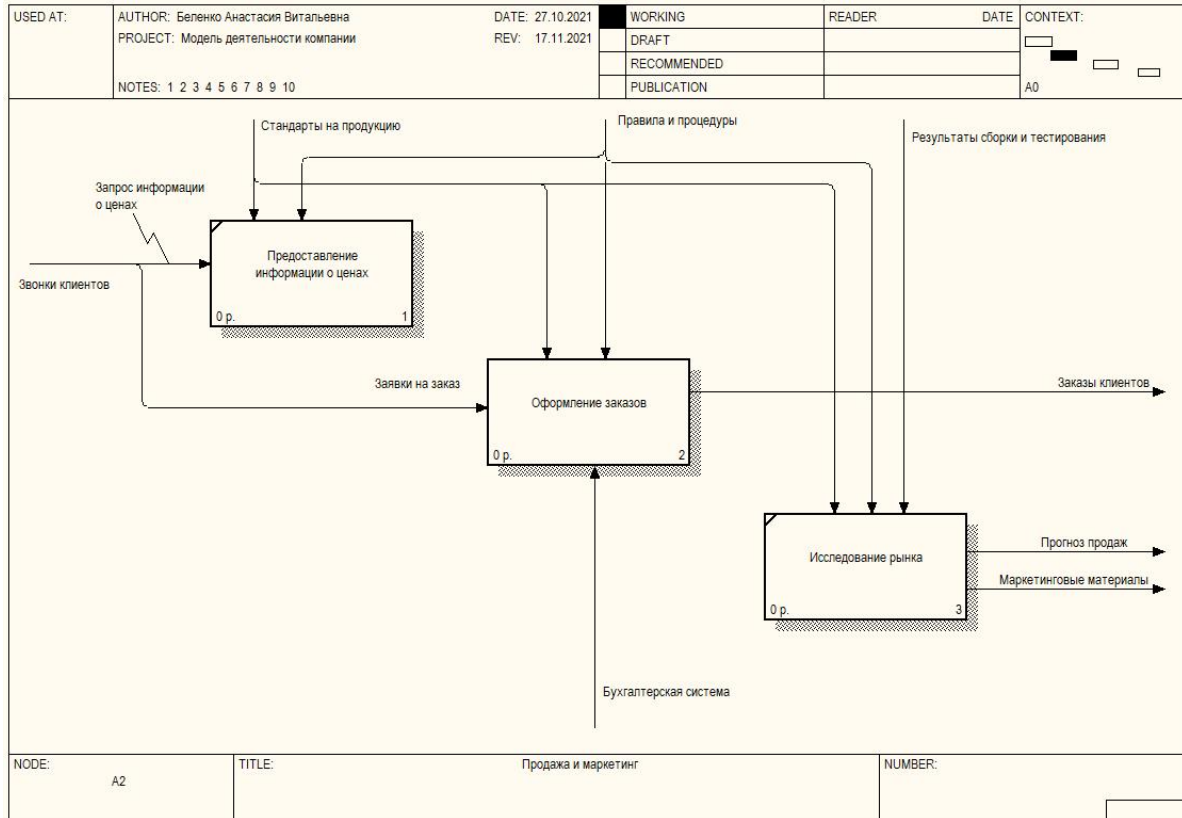 USED AT:
AUTHOR: Беленко Анастасия Витальевна
DATE: 27.10.2021
PROJECT: Модель деятельности компании
REV: 17.11.2021
NOTES: 1 2 3 4 5 6 7 8 9 10
WORKING
DRAFT
RECOMMENDED
PUBLICATION
READER
DATE
CONTEXT:
A0
Стандарты на продукцию
Правила и процедуры
Результаты сборки и тестирования
Запрос информации
о ценах
Звонки клиентов
Предоставление
информации о ценах
0 р.
1
Заявки на заказ
Оформление заказов
0 р.
2
Заказы клиентов
Исследование рынка
0 р.
3
Прогноз продаж
Маркетинговые материалы
Бухгалтерская система
NODE:
A2
TITLE:
Продажа и маркетинг
NUMBER: